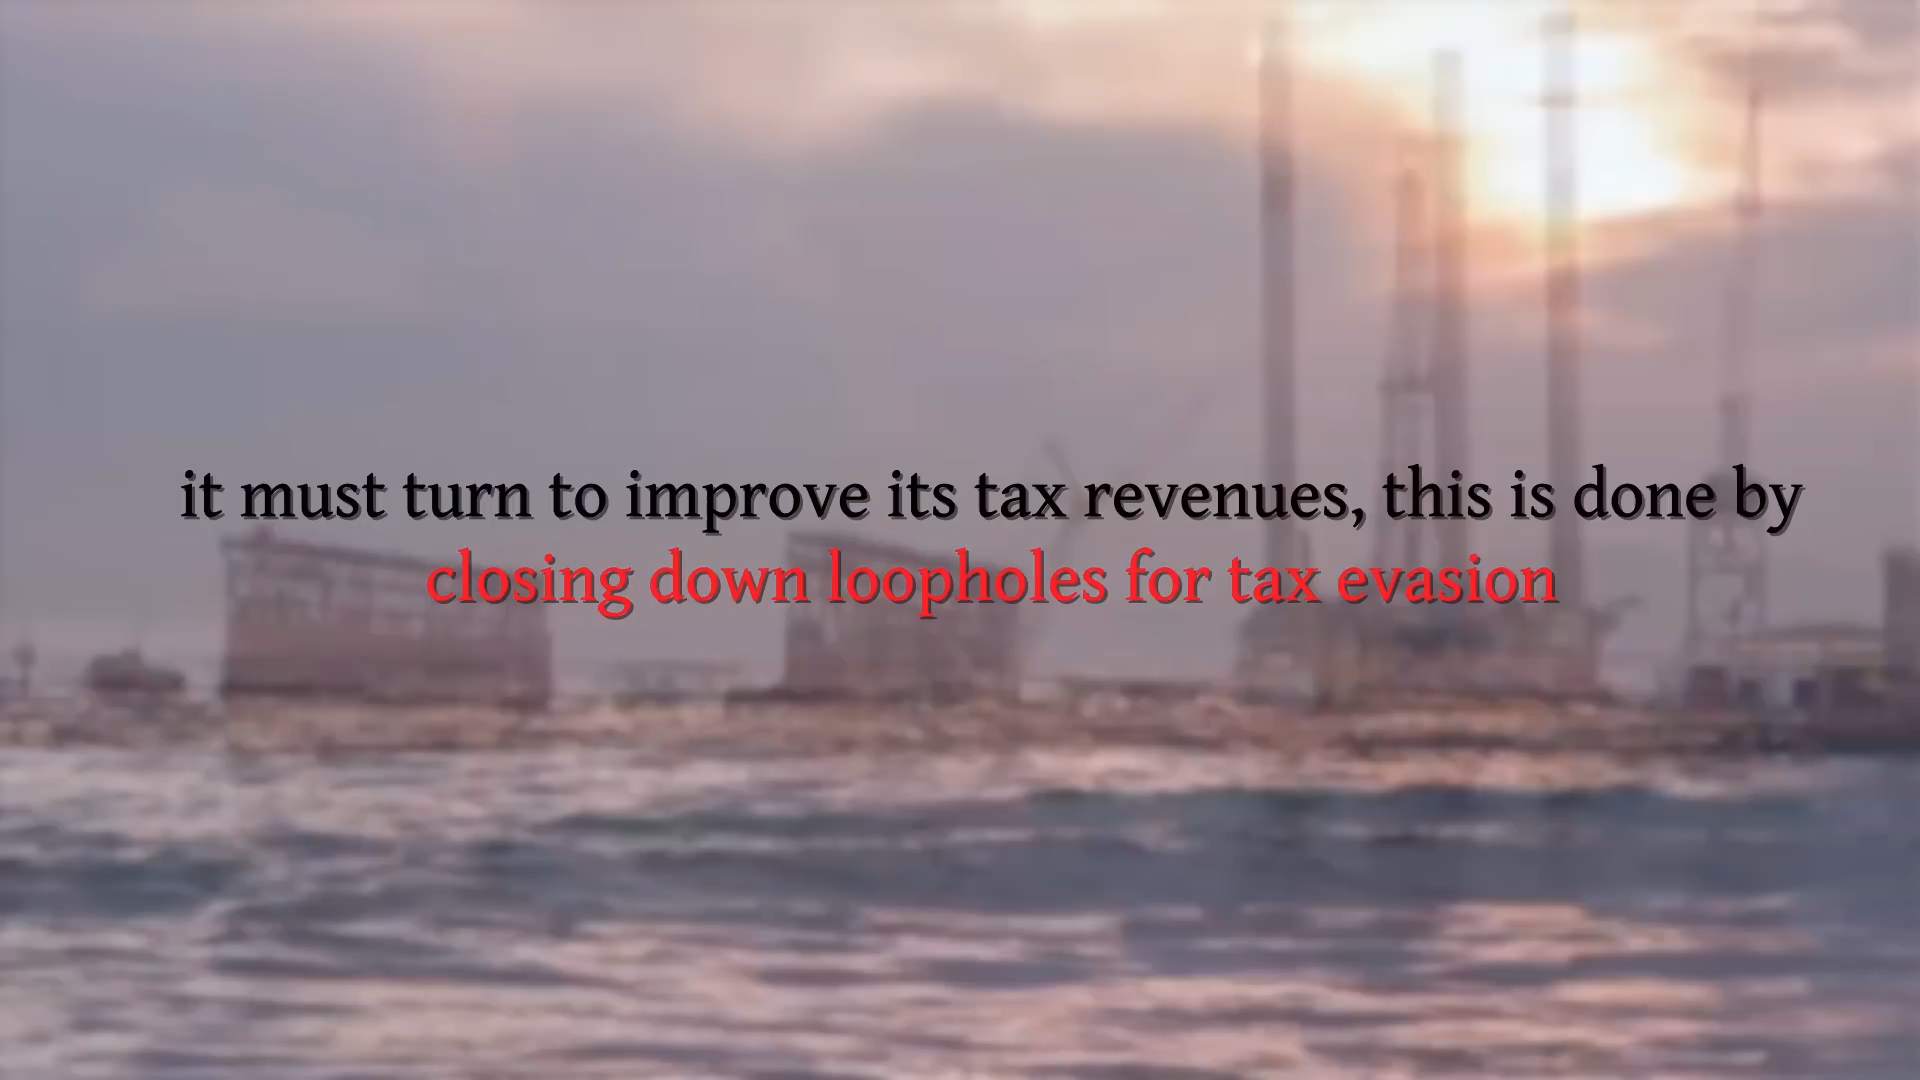 it must turn to improve its tax revenues, this is done by
closing down loopholes for tax evasion